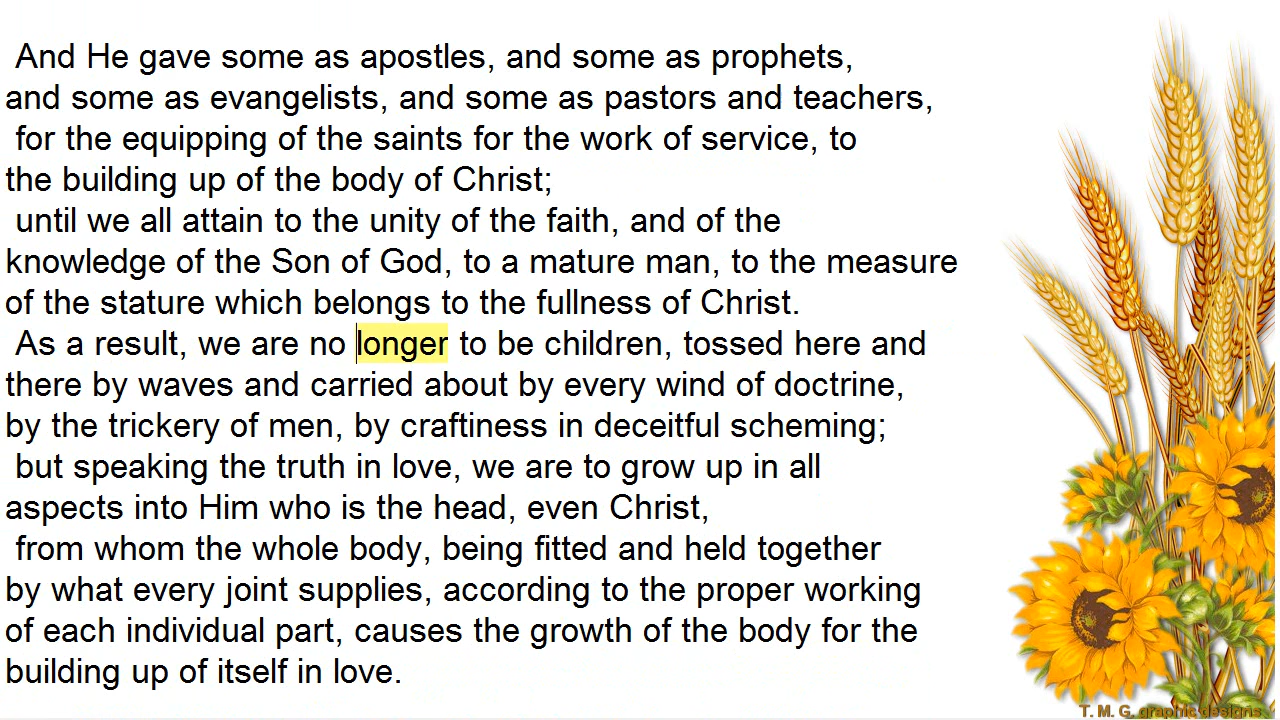 And He gave some as apostles, and some as prophets,
and some as evangelists, and some as pastors and teachers,
for the equipping of the saints for the work of service, to
the building up of the body of Christ;
until we all attain to the unity of the faith, and of the
knowledge of the Son of God, to a mature man, to the measure
of the stature which belongs to the fullness of Christ.
As a result, we are no longer to be children, tossed here and
there by waves and carried about by every wind of doctrine,
by the trickery of men, by craftiness in deceitful scheming;
but speaking the truth in love, we are to grow up in all
aspects into Him who is the head, even Christ,
from whom the whole body, being fitted and held together
by what every joint supplies, according to the proper working
of each individual part, causes the growth of the body for the
building up of itself in love.
T. M. G. graphic designs